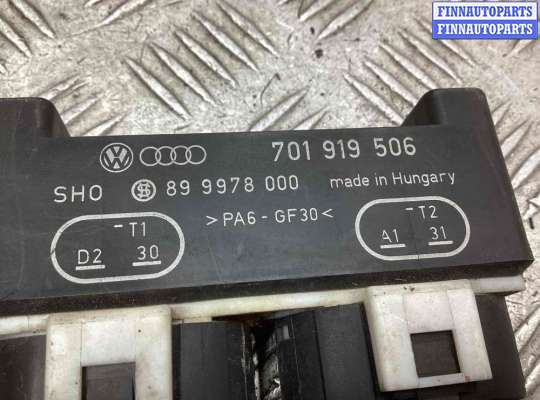 FINNAUTOPARTS
FINNAUTOPARTS
701 919 506
SHO 89 9978 000 made in Hungary
>PA6-GF30<
T1
D2 30
T2
A1 31